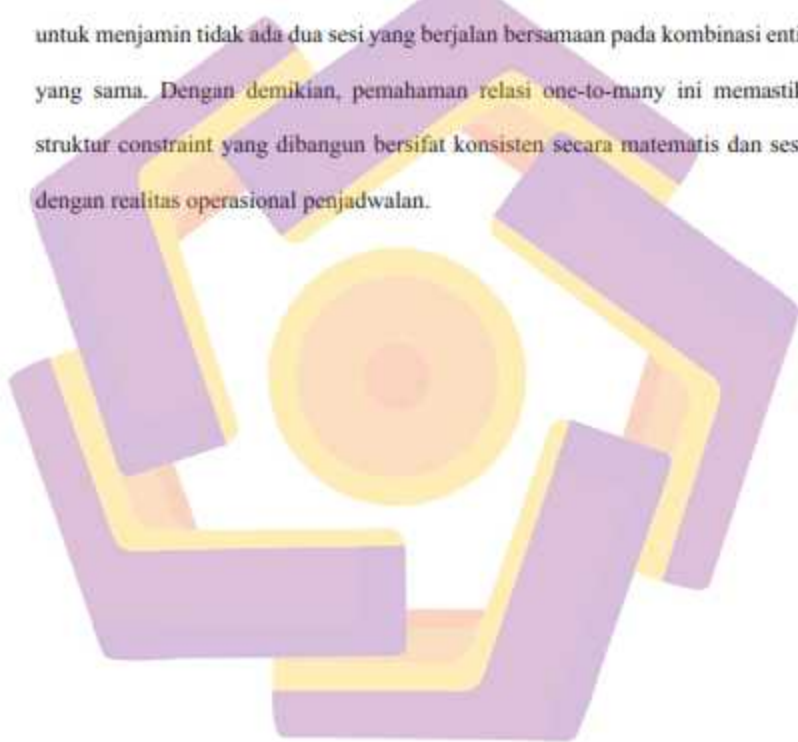 untuk menjamin tidak ada dua sesi yang berjalan bersamaan pada kombinasi enti
yang sama. Dengan demikian, pemahaman relasi one-to-many ini memastil
struktur constraint yang dibangun bersifat konsisten secara matematis dan ses
dengan realitas operasional penjadwalan.